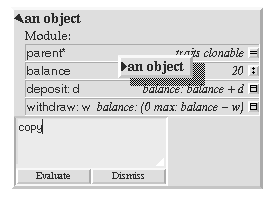 an object
Module:
parent* traits clonable =
an object
balance 20 :
deposit: d balance: balance + d
withdraw: w balance: (0 max: balance – w)
copy
Evaluate Dismiss